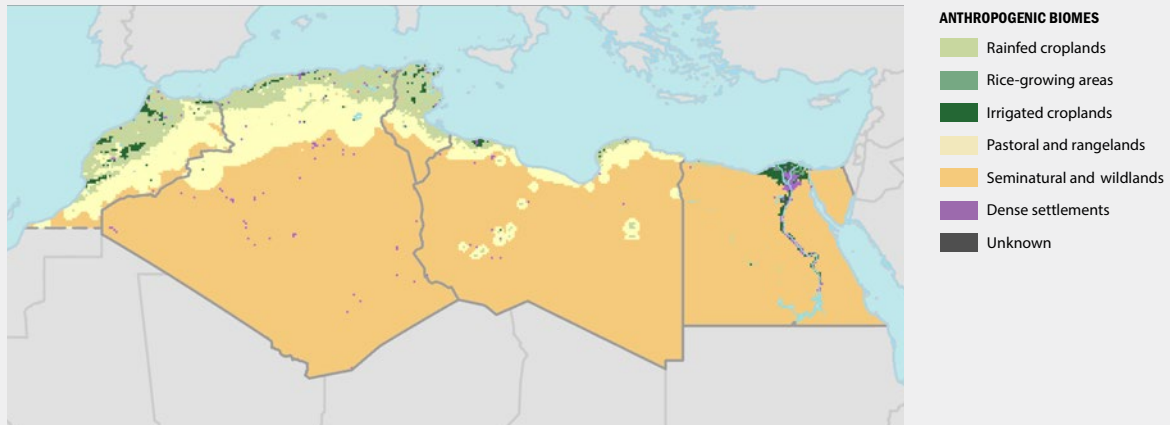 ANTHROPOGENIC BIOMES
Rainfed croplands
Rice-growing areas
Irrigated croplands
Pastoral and rangelands
Seminatural and wildlands
Dense settlements
Unknown